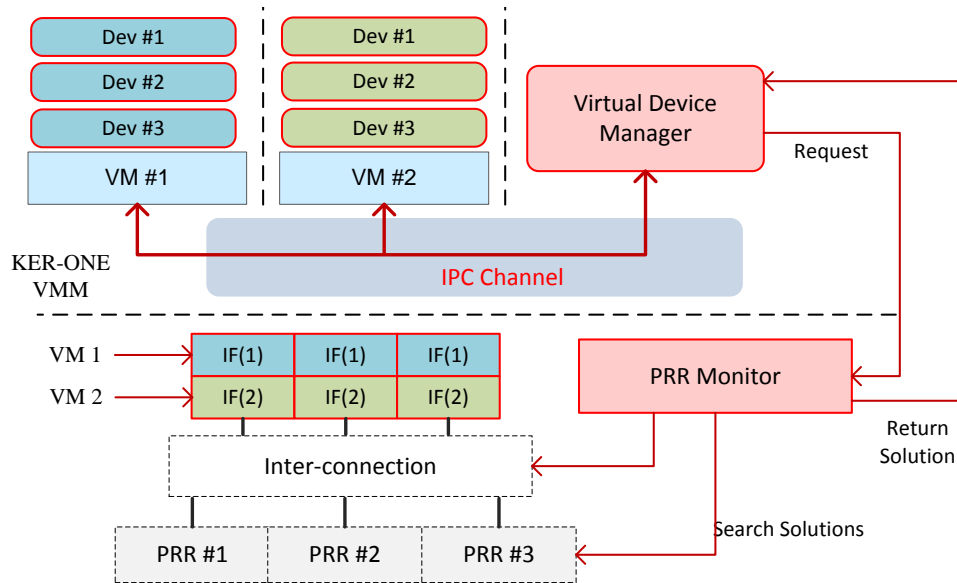 Dev #1
Dev #2
Dev #3
VM #1
Dev #1
Dev #2
Dev #3
VM #2
Virtual Device
Manager
Request
KER-ONE
VMM
IPC Channel
VM 1
IF(1) IF(1) IF(1)
VM 2
IF(2) IF(2) IF(2)
PRR Monitor
Return
Solution
Inter-connection
Search Solutions
PRR #1 PRR #2 PRR #3